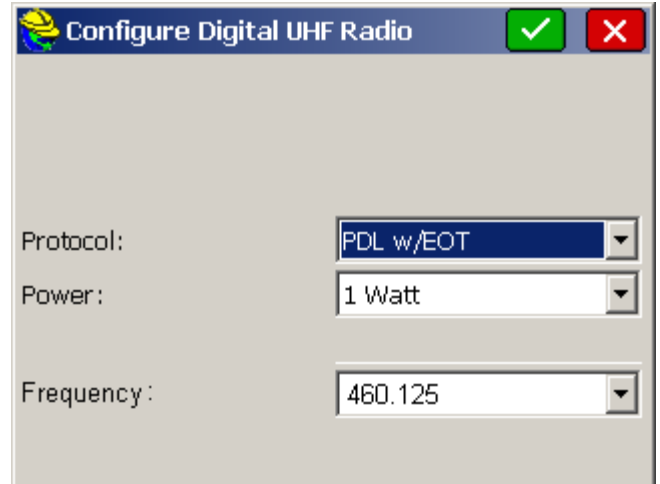 Configure Digital UHF Radio
Protocol: PDL w/EOT
Power: 1 Watt
Frequency: 460.125